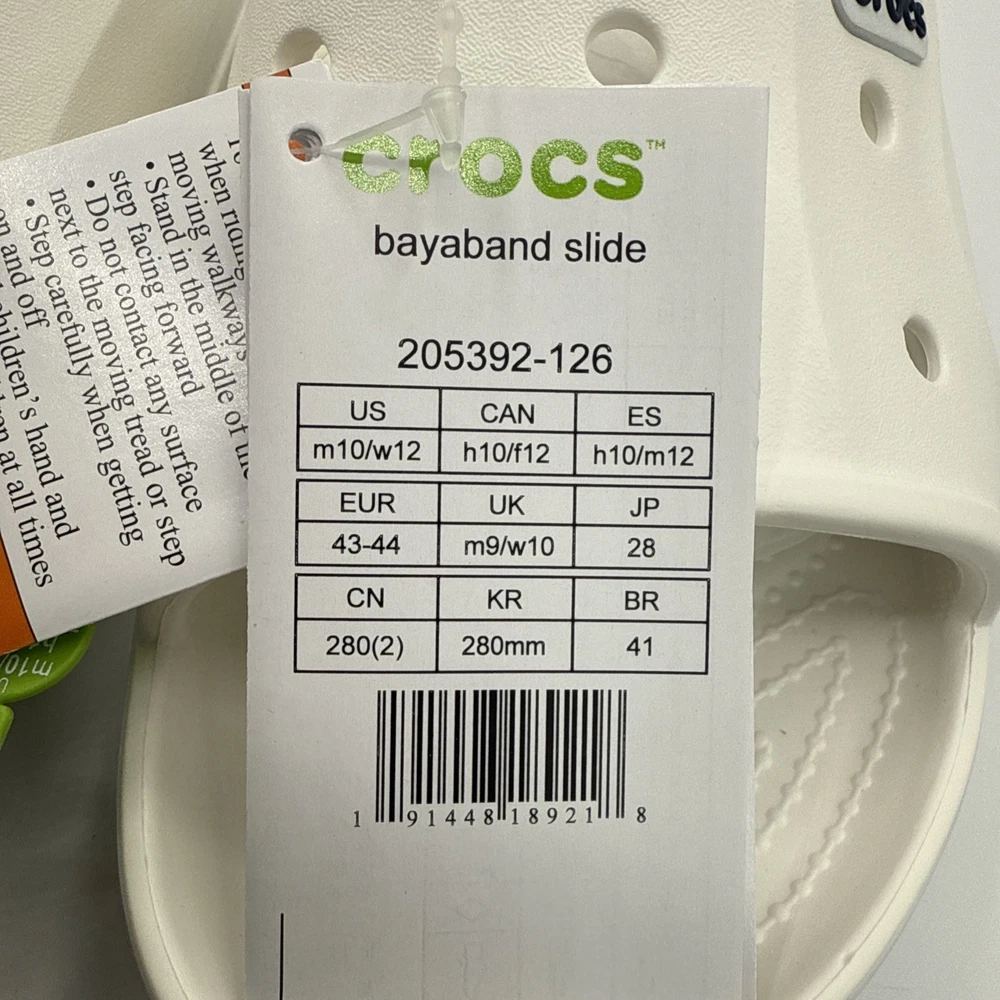 crocs™
bayaband slide
205392-126
US CAN ES
m10/w12 h10/f12 h10/m12
EUR UK JP
43-44 m9/w10 28
CN KR BR
280(2) 280mm 41
1 91448 18921 8
when riding
moving walkways
• Stand in the middle of the
step facing forward
• Do not contact any surface
next to the moving tread or step
• Step carefully when getting
on and off
children's hand and
at all times
crocs
m10/